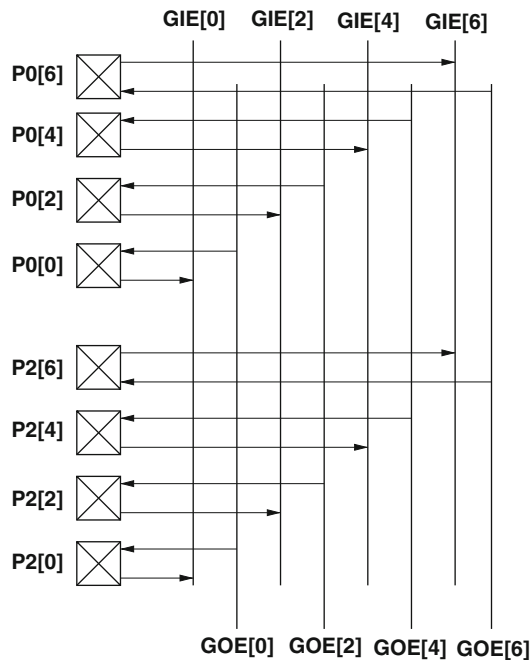 GIE[0] GIE[2] GIE[4] GIE[6]
P0[6]
P0[4]
P0[2]
P0[0]
P2[6]
P2[4]
P2[2]
P2[0]
GOE[0] GOE[2] GOE[4] GOE[6]